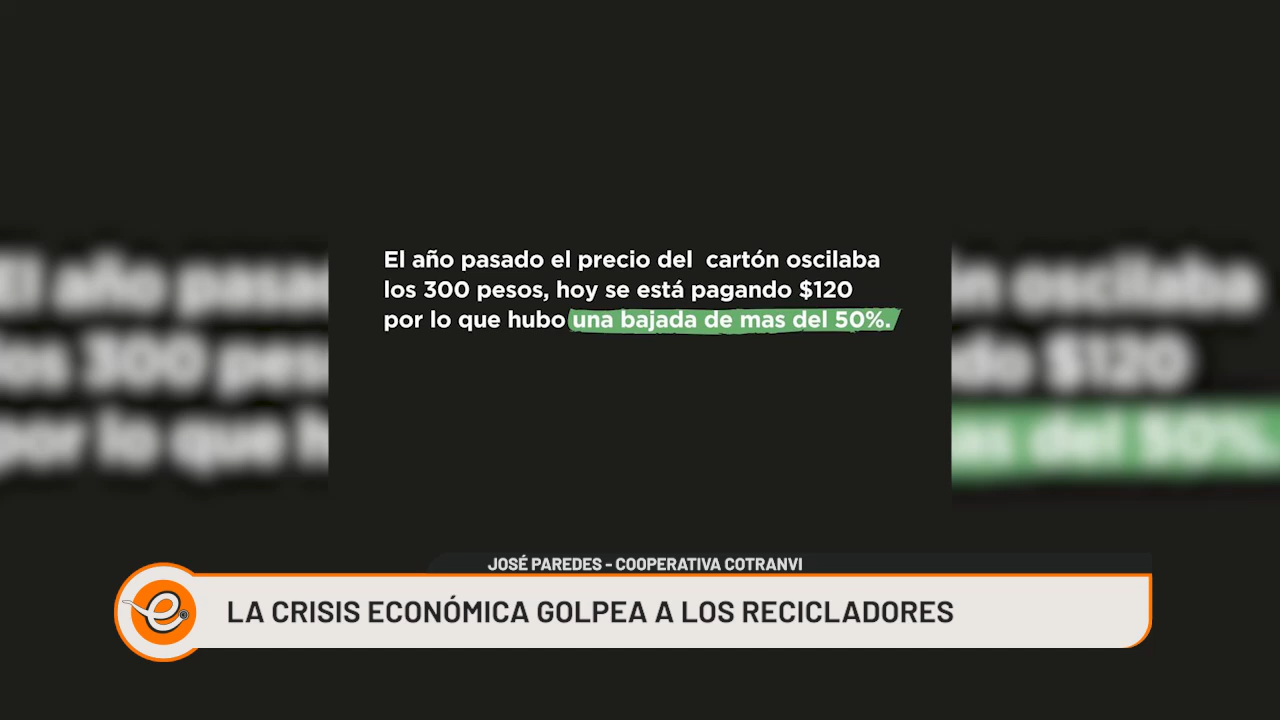 El año pasado el precio del cartón oscilaba
los 300 pesos, hoy se está pagando $120
por lo que hubo una bajada de mas del 50%.
JOSÉ PAREDES - COOPERATIVA COTRANVI
LA CRISIS ECONÓMICA GOLPEA A LOS RECICLADORES